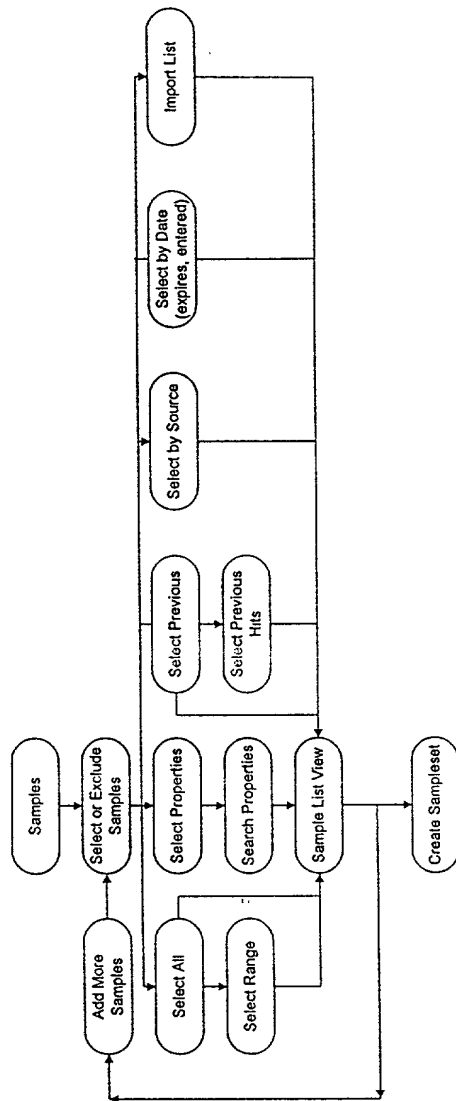 Samples
Add More
Samples
Select or Exclude
Samples
Select All
Select Properties
Select Previous
Select by Source
Select by Date
(expires, entered)
Import List
Select Range
Search Properties
Select Previous
Hits
Sample List View
Create Sampleset